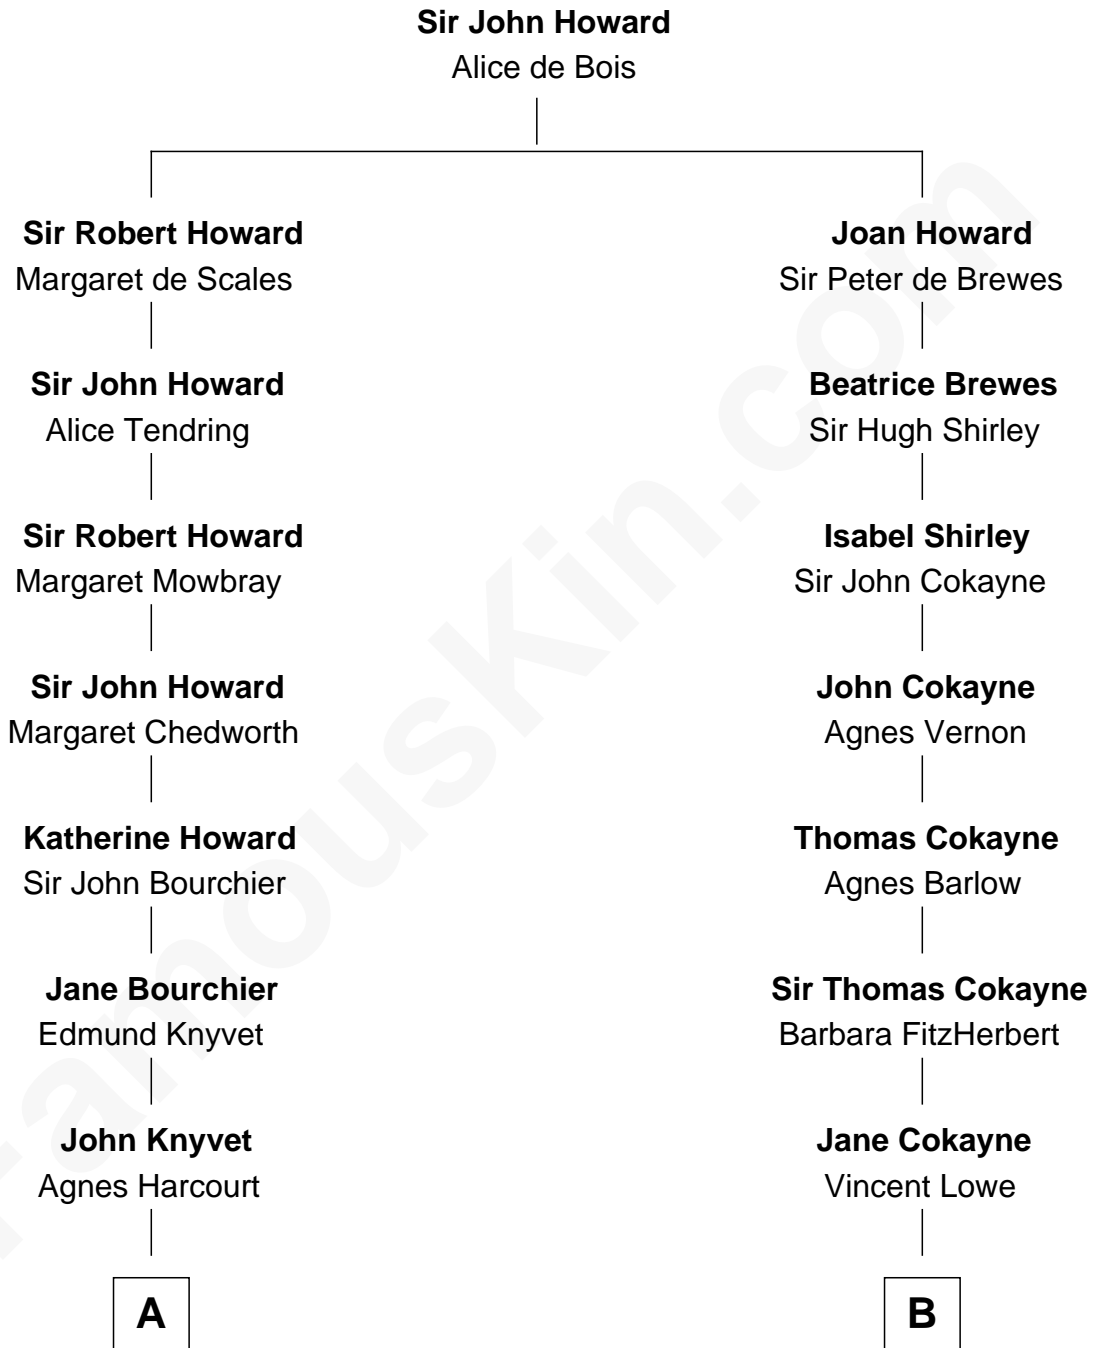 Sir John Howard
Alice de Bois
Sir Robert Howard
Margaret de Scales
Joan Howard
Sir Peter de Brewes
Sir John Howard
Alice Tendring
Beatrice Brewes
Sir Hugh Shirley
Sir Robert Howard
Margaret Mowbray
Isabel Shirley
Sir John Cokayne
Sir John Howard
Margaret Chedworth
John Cokayne
Agnes Vernon
Katherine Howard
Sir John Bourchier
Thomas Cokayne
Agnes Barlow
Jane Bourchier
Edmund Knyvet
Sir Thomas Cokayne
Barbara FitzHerbert
John Knyvet
Agnes Harcourt
Jane Cokayne
Vincent Lowe
A
B
FamousKin.com